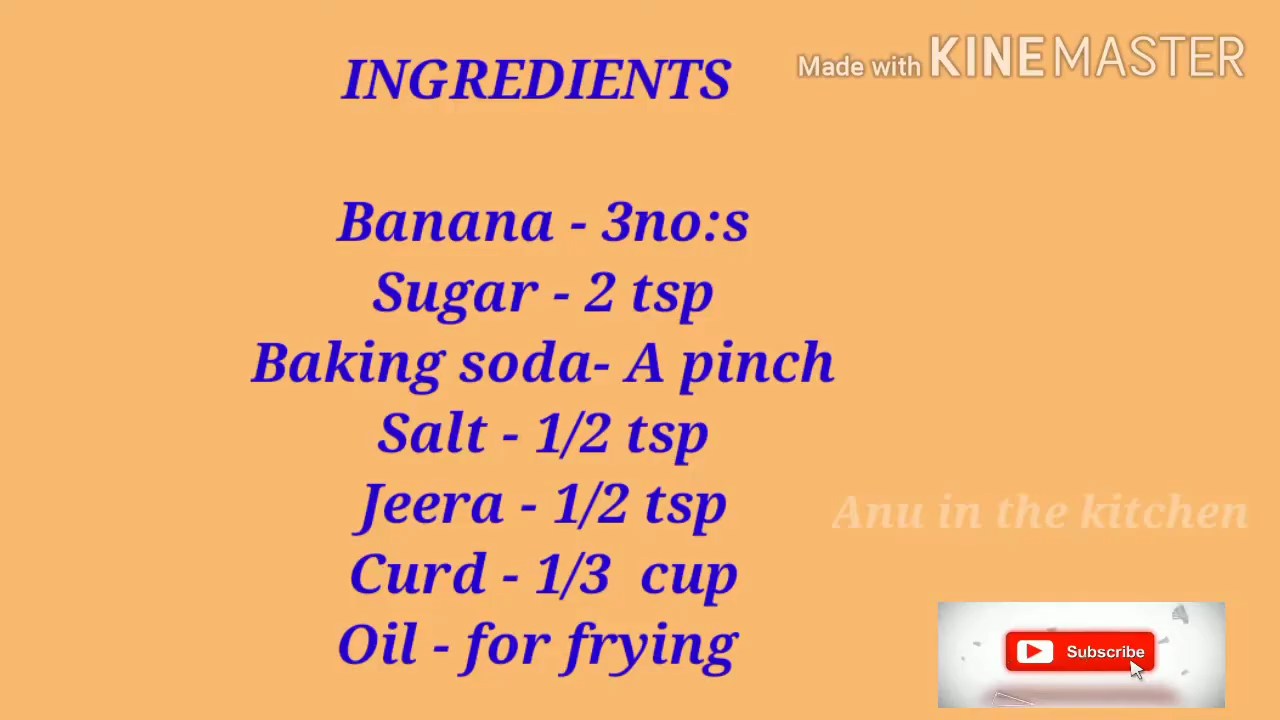 INGREDIENTS
Made with KINEMASTER
Banana - 3no:s
Sugar - 2 tsp
Baking soda- A pinch
Salt - 1/2 tsp
Jeera - 1/2 tsp
Curd - 1/3  cup
Oil - for frying
Anu in the kitchen
Subscribe